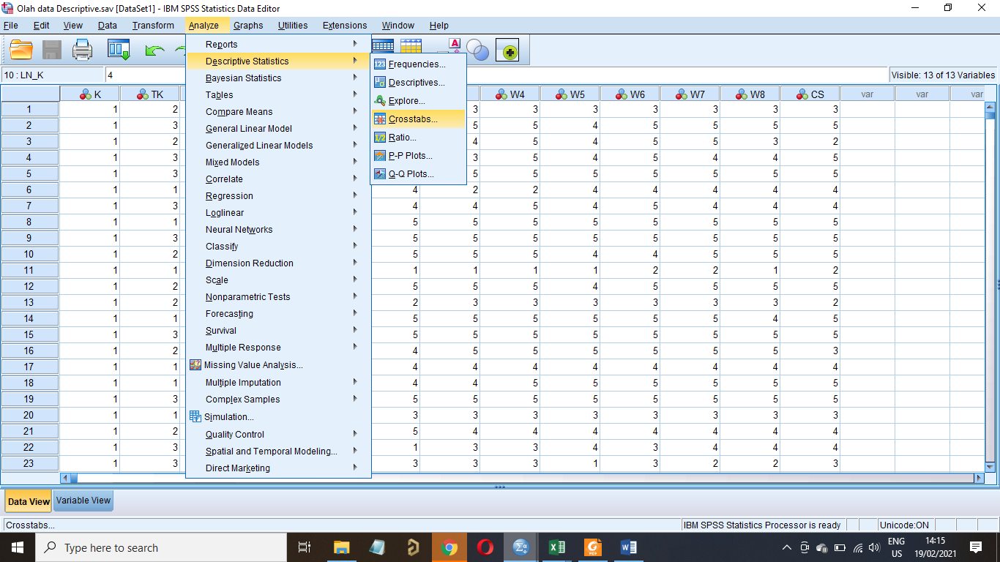 Olah data Descriptive.sav [DataSet1] - IBM SPSS Statistics Data Editor
File Edit View Data Transform Analyze Graphs Utilities Extensions Window Help
10 : LN_K 4 Visible: 13 of 13 Variables
Reports
Descriptive Statistics
Bayesian Statistics
Tables
Compare Means
General Linear Model
Generalized Linear Models
Mixed Models
Correlate
Regression
Loglinear
Neural Networks
Classify
Dimension Reduction
Scale
Nonparametric Tests
Forecasting
Survival
Multiple Response
Missing Value Analysis...
Multiple Imputation
Complex Samples
Simulation...
Quality Control
Spatial and Temporal Modeling...
Direct Marketing
Frequencies...
Descriptives...
Explore...
Crosstabs...
Ratio...
P-P Plots...
Q-Q Plots...
K TK W4 W5 W6 W7 W8 CS var var var
1 1 2 3 3 3 3 3 3 3
2 1 3 5 5 4 5 5 5 5
3 1 2 4 5 4 5 5 3 2
4 1 3 3 5 4 5 4 4 5
5 1 3 5 5 5 5 5 5 5
6 1 1 4 2 2 4 4 4 4 4
7 1 3 4 4 5 4 5 4 4 4
8 1 1 5 5 5 5 5 5 5 5
9 1 3 5 5 5 5 5 5 5 5
10 1 2 5 5 5 4 4 5 5 5
11 1 1 1 1 1 1 2 2 1 2
12 1 2 5 5 5 4 5 5 5 5
13 1 2 2 3 3 3 3 3 3 2
14 1 1 5 5 5 5 5 5 4 5
15 1 3 5 5 5 5 5 5 5 5
16 1 2 4 5 5 5 5 5 5 3
17 1 1 4 4 4 4 4 4 4 4
18 1 1 4 4 5 5 5 5 5 5
19 1 3 5 5 5 5 5 5 5 5
20 1 1 3 3 3 3 3 3 3 3
21 1 2 5 4 4 4 4 4 4 4
22 1 3 1 3 3 4 3 4 4 4
23 1 3 3 3 3 1 3 2 2 3
Data View Variable View
Crosstabs... IBM SPSS Statistics Processor is ready Unicode:ON
Type here to search
ENG US
14:15
19/02/2021